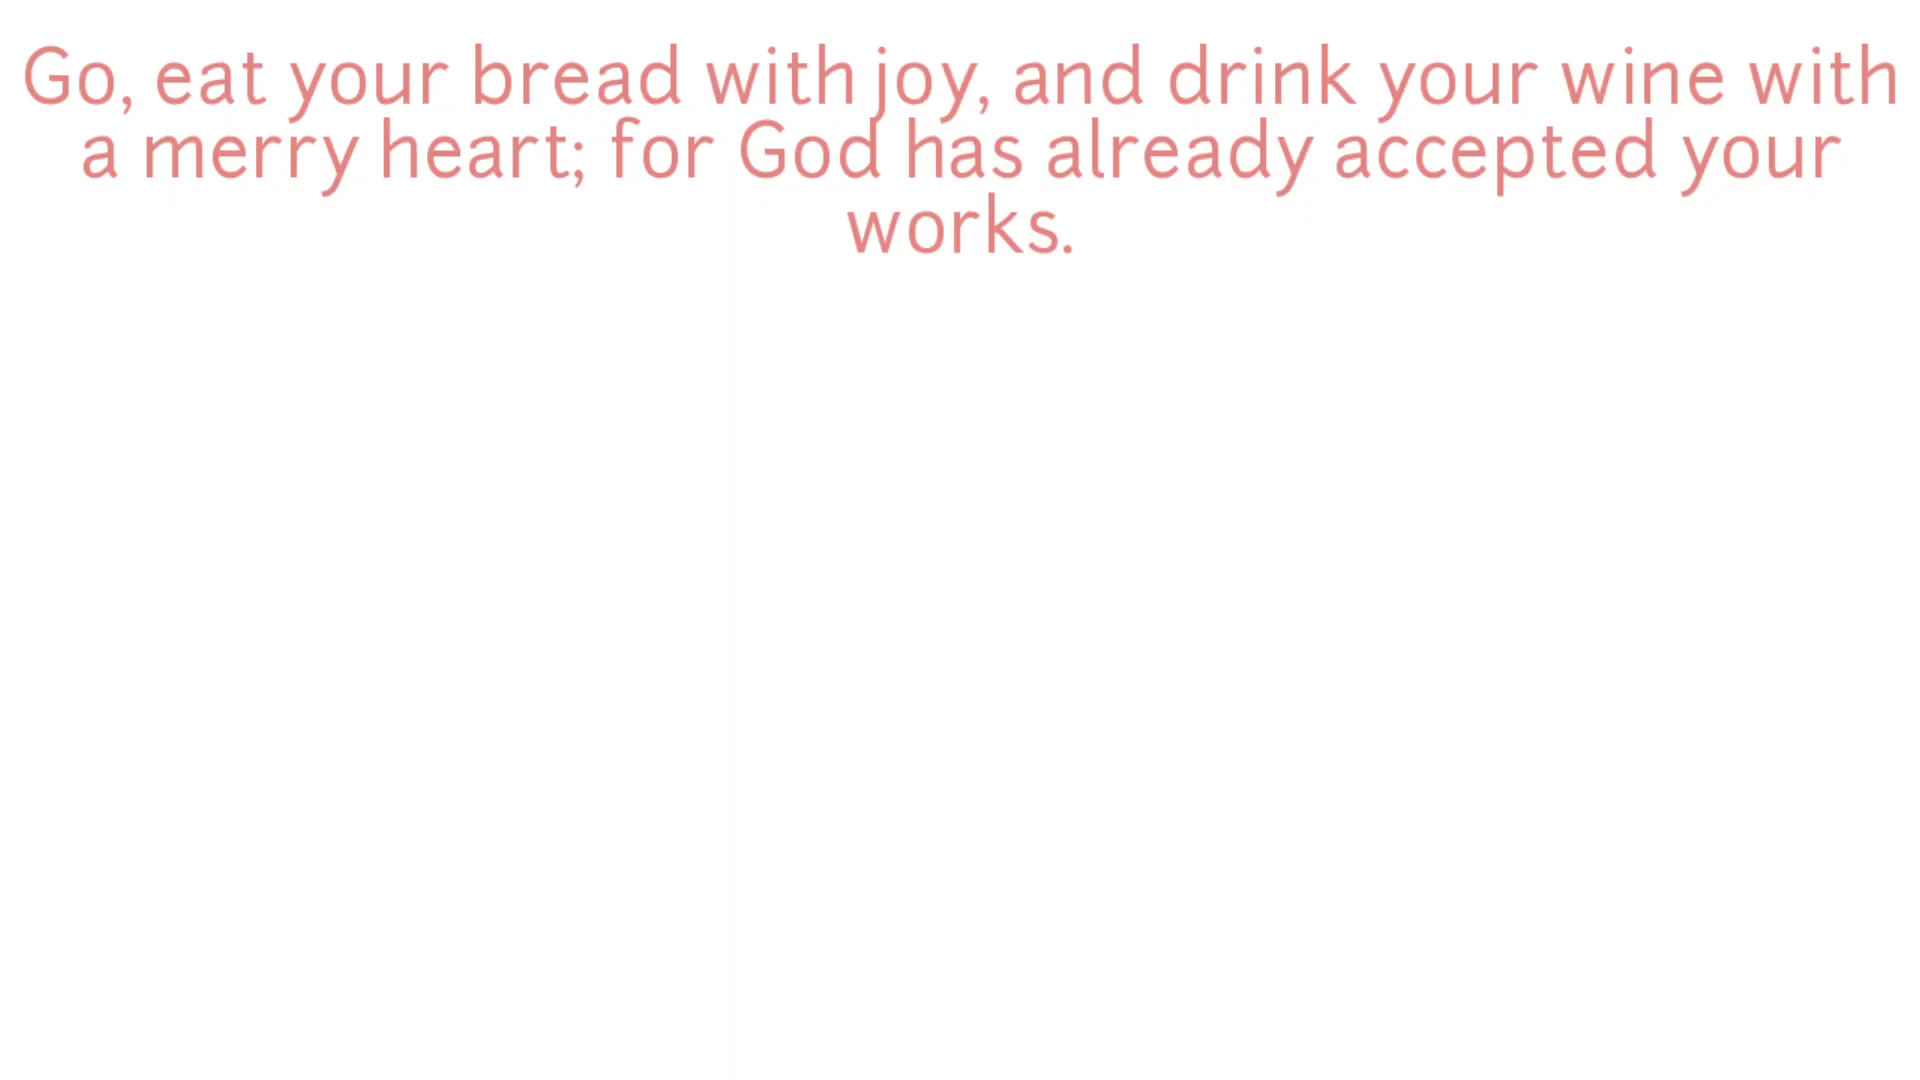 Go, eat your bread with joy, and drink your wine with
a merry heart; for God has already accepted your
works.